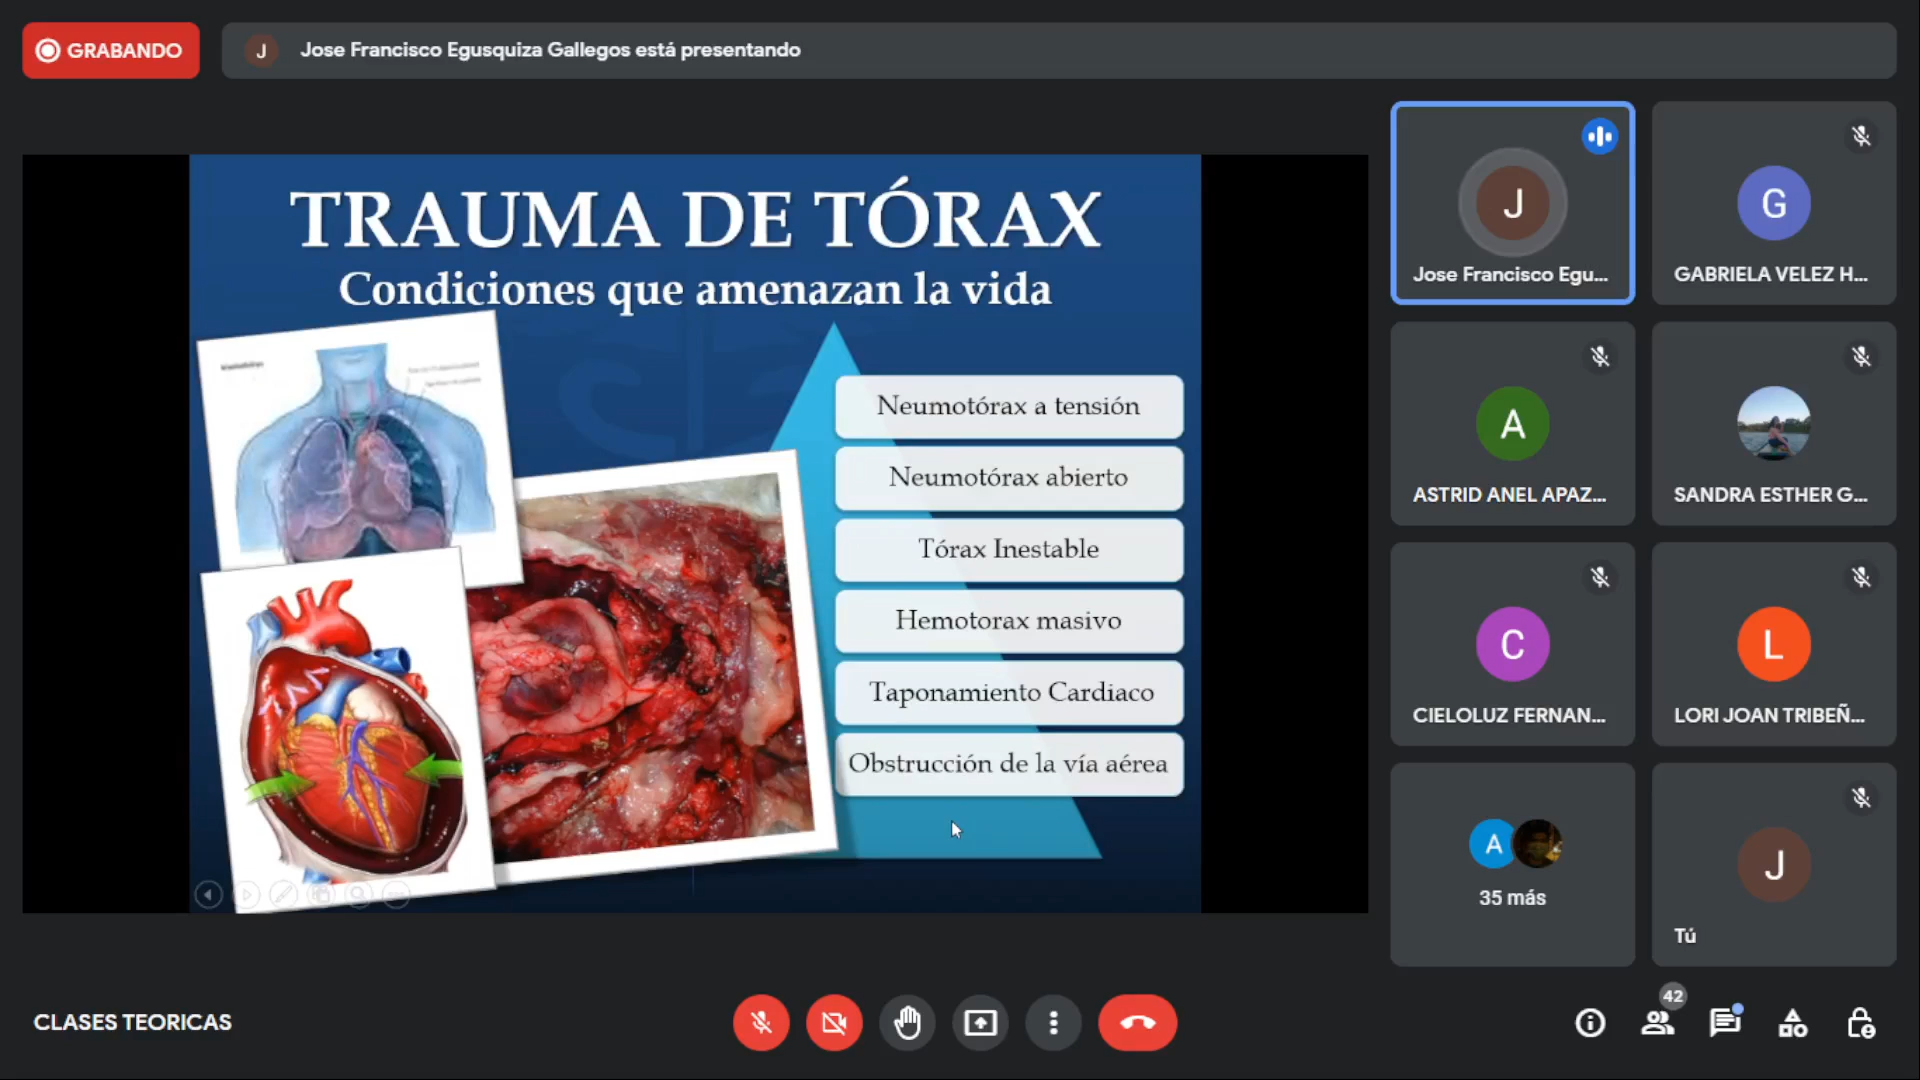 GRABANDO
J
Jose Francisco Egusquiza Gallegos está presentando
TRAUMA DE TÓRAX
Condiciones que amenazan la vida
Neumotórax a tensión
Neumotórax abierto
Tórax Inestable
Hemotorax masivo
Taponamiento Cardiaco
Obstrucción de la vía aérea
J
Jose Francisco Egu...
G
GABRIELA VELEZ H...
A
ASTRID ANEL APAZ...
SANDRA ESTHER G...
C
CIELOLUZ FERNAN...
L
LORI JOAN TRIBEÑ...
A
35 más
J
Tú
CLASES TEORICAS
42